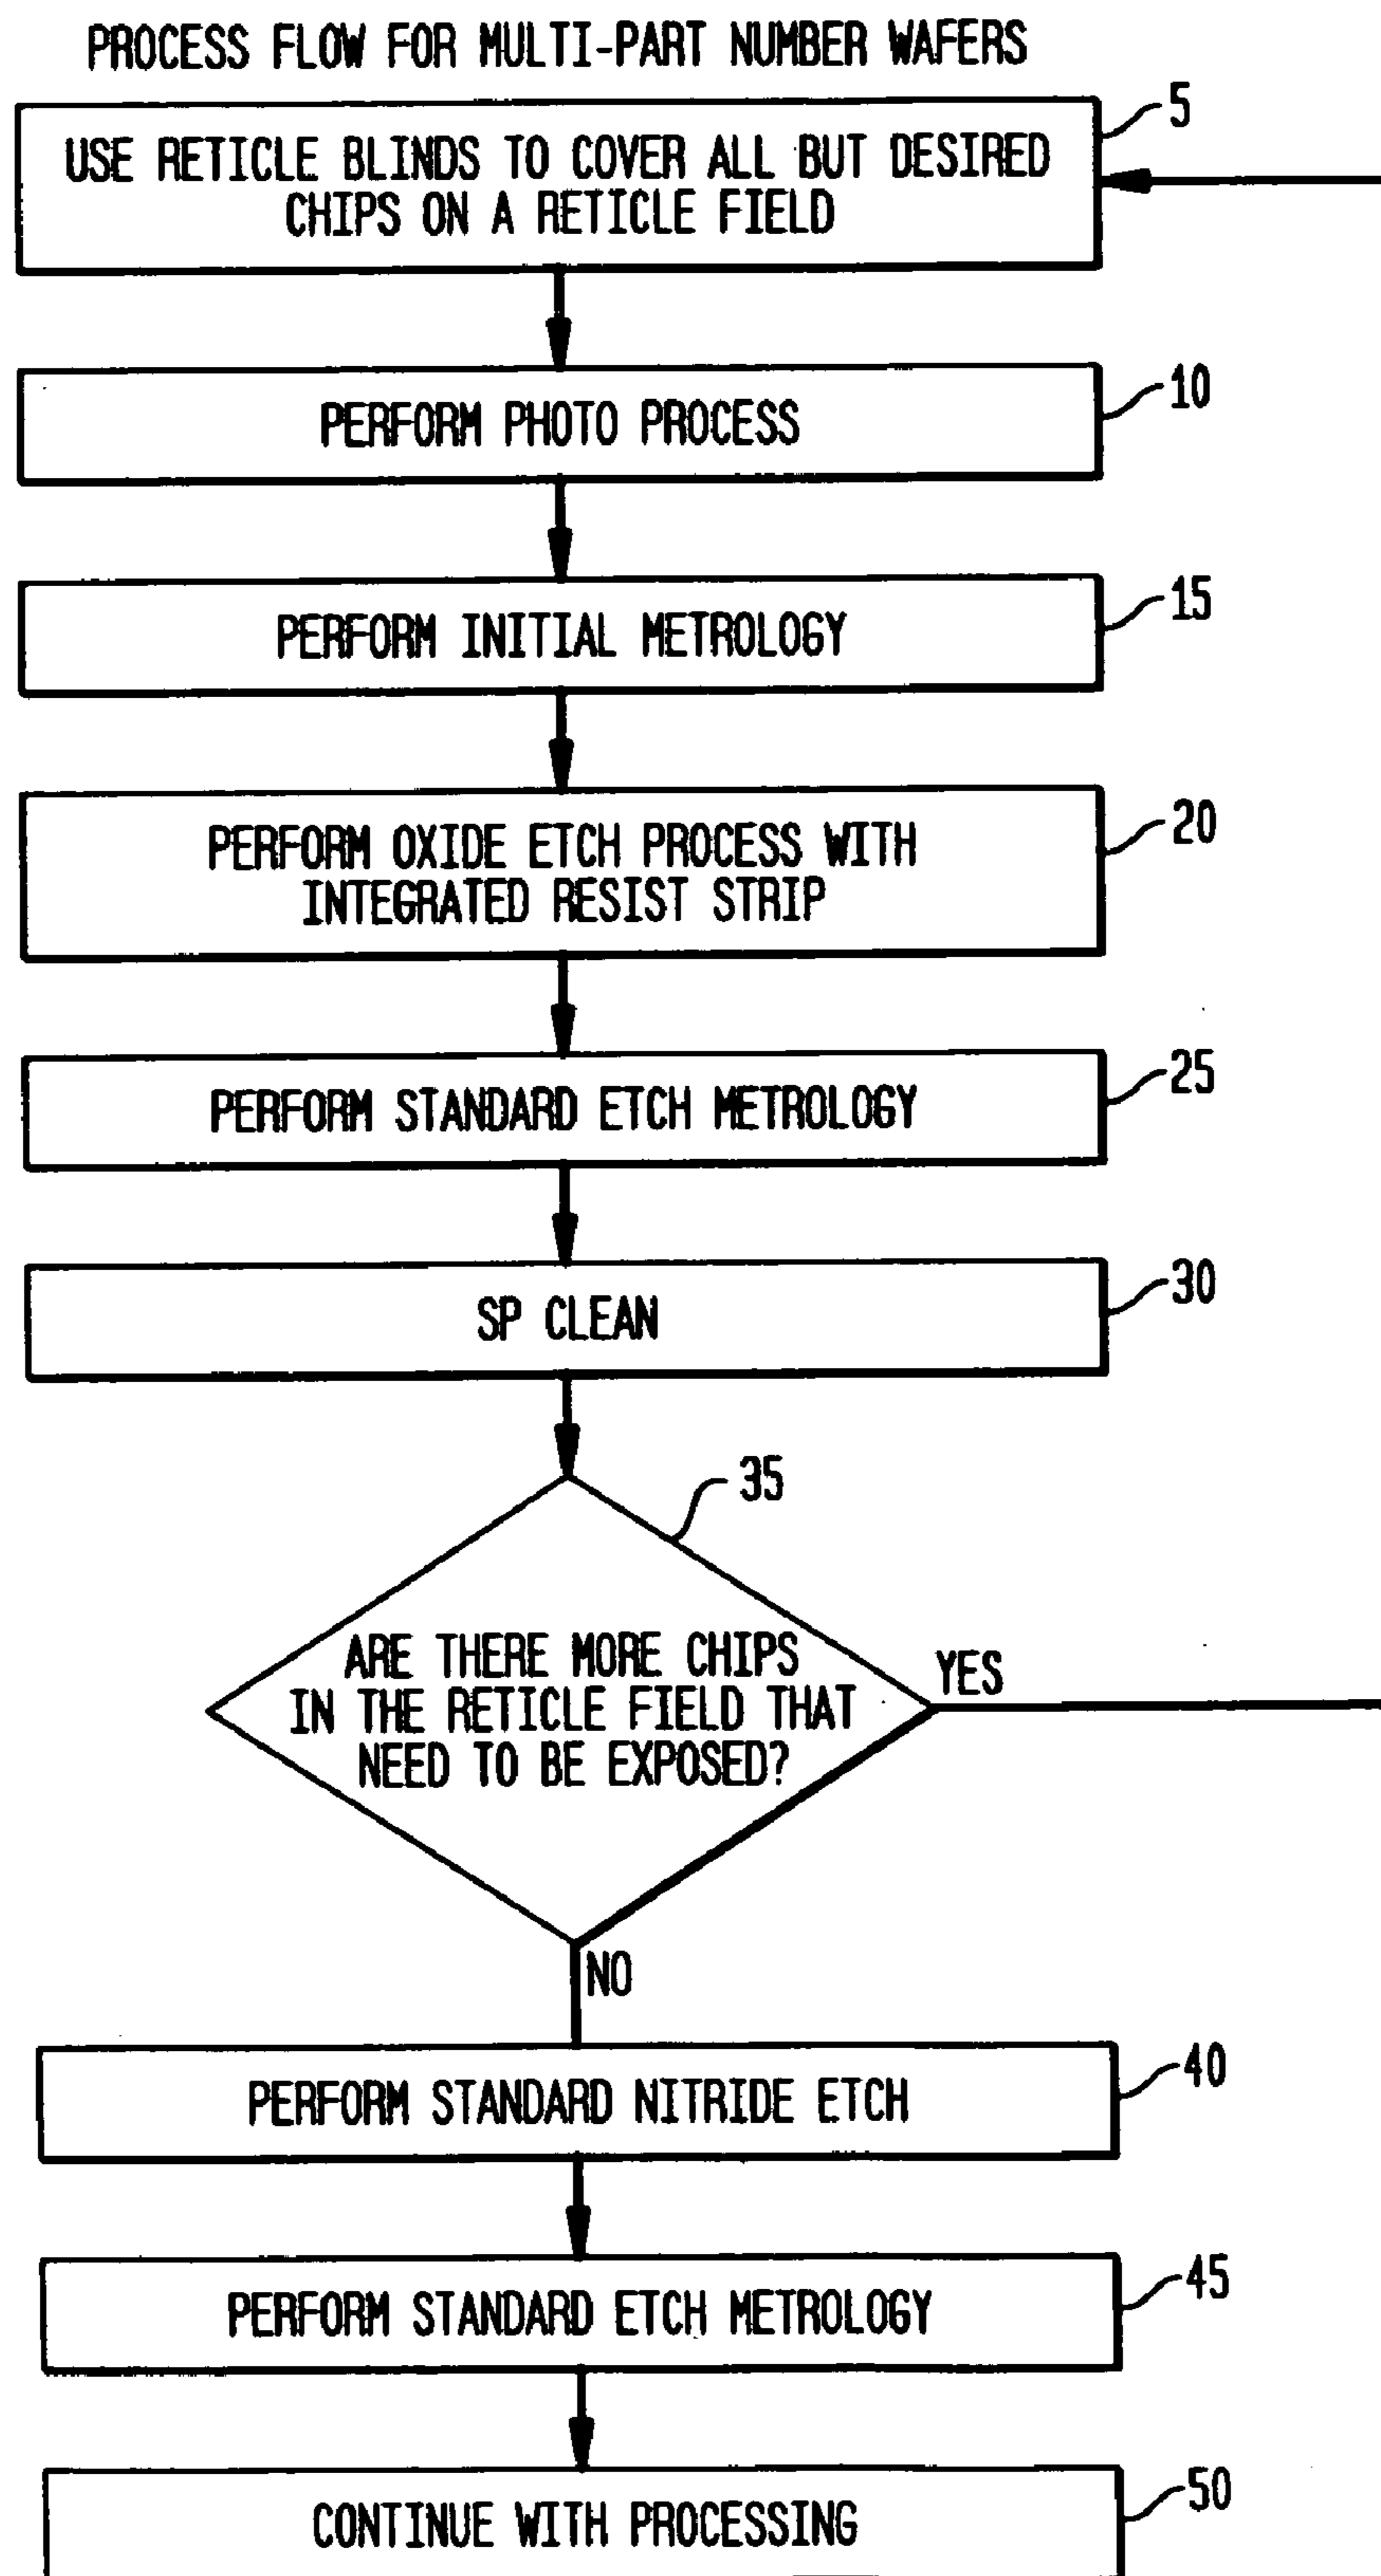 PROCESS FLOW FOR MULTI-PART NUMBER WAFERS
5
USE RETICLE BLINDS TO COVER ALL BUT DESIRED
CHIPS ON A RETICLE FIELD
10
PERFORM PHOTO PROCESS
15
PERFORM INITIAL METROLOGY
20
PERFORM OXIDE ETCH PROCESS WITH
INTEGRATED RESIST STRIP
25
PERFORM STANDARD ETCH METROLOGY
30
SP CLEAN
35
ARE THERE MORE CHIPS
IN THE RETICLE FIELD THAT
NEED TO BE EXPOSED?
YES
NO
40
PERFORM STANDARD NITRIDE ETCH
45
PERFORM STANDARD ETCH METROLOGY
50
CONTINUE WITH PROCESSING